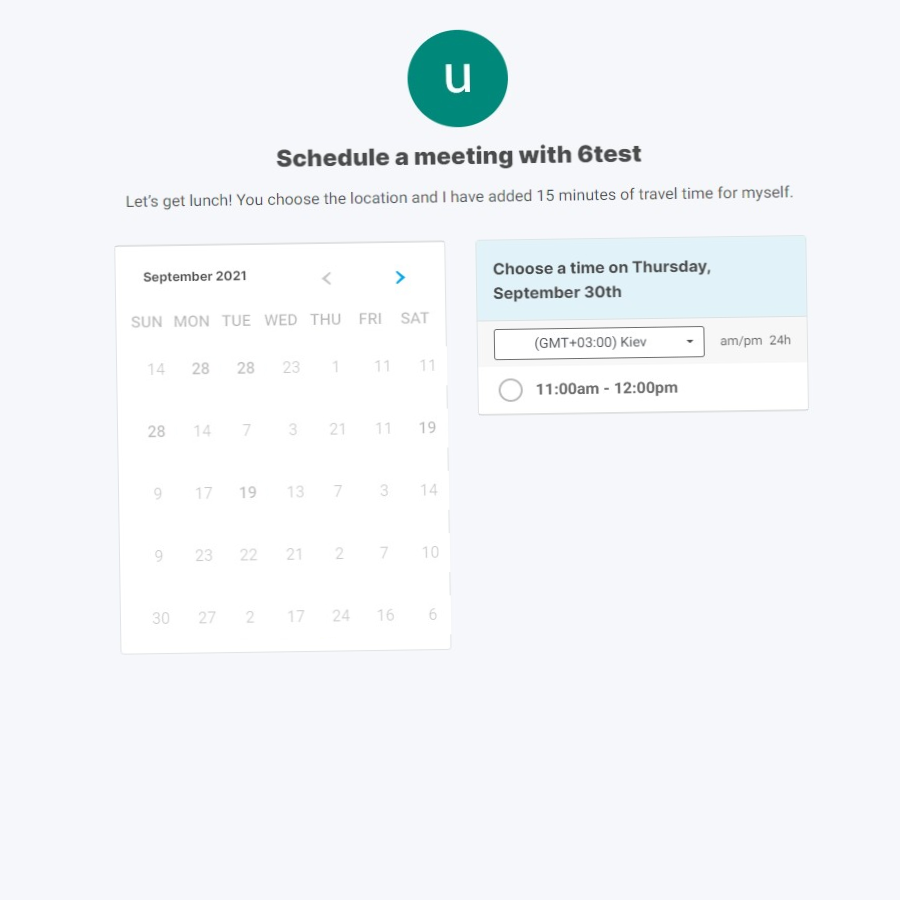 u
Schedule a meeting with 6test
Let's get lunch! You choose the location and I have added 15 minutes of travel time for myself.
September 2021
SUN MON TUE WED THU FRI SAT
14 28 28 23 1 11 11
28 14 7 3 21 11 19
9 17 19 13 7 3 14
9 23 22 21 2 7 10
30 27 2 17 24 16 6
Choose a time on Thursday,
September 30th
(GMT+03:00) Kiev am/pm 24h
11:00am - 12:00pm